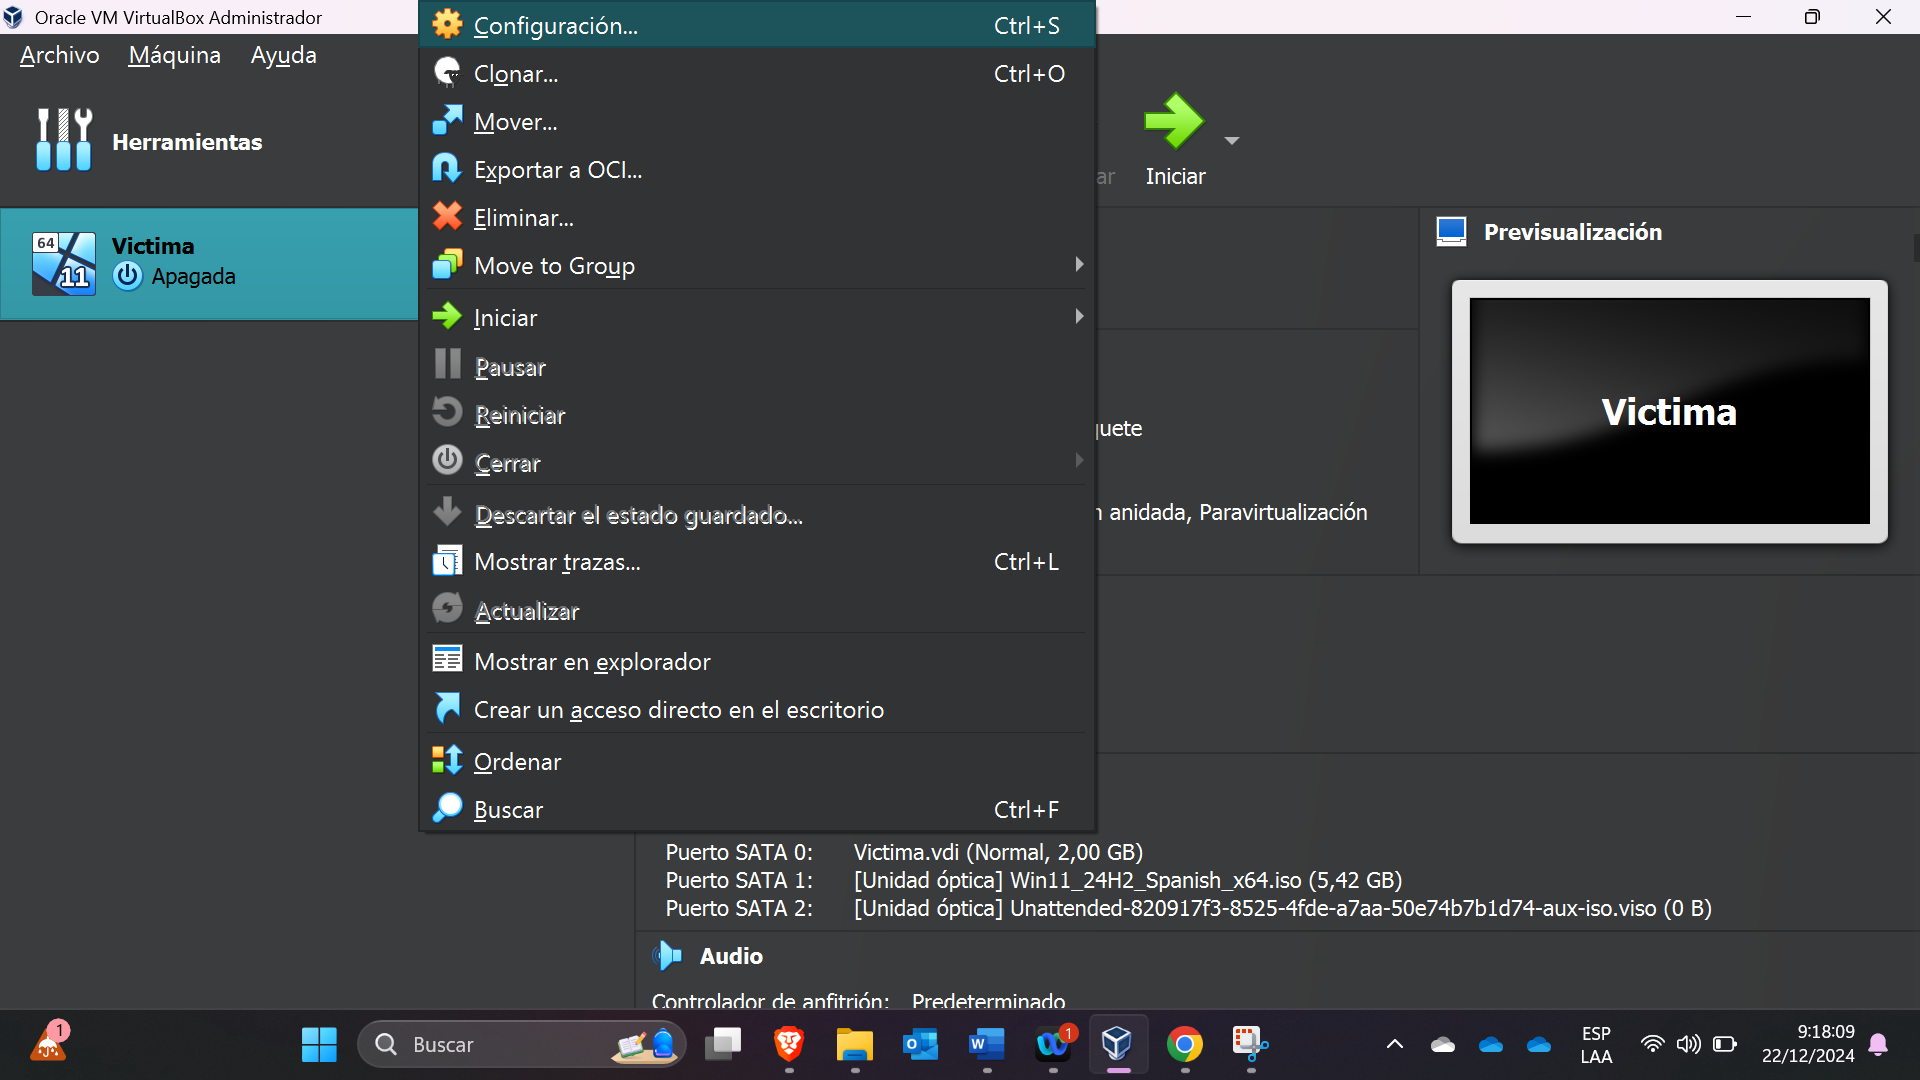 Oracle VM VirtualBox Administrador
Archivo Máquina Ayuda
Herramientas
64
11
Victima
Apagada
Configuración... Ctrl+S
Clonar... Ctrl+O
Mover...
Exportar a OCI...
Eliminar...
Move to Group
Iniciar
Pausar
Reiniciar
Cerrar
Descartar el estado guardado...
Mostrar trazas... Ctrl+L
Actualizar
Mostrar en explorador
Crear un acceso directo en el escritorio
Ordenar
Buscar Ctrl+F
ar
Iniciar
quete
n anidada, Paravirtualización
Previsualización
Victima
Puerto SATA 0: Victima.vdi (Normal, 2,00 GB)
Puerto SATA 1: [Unidad óptica] Win11_24H2_Spanish_x64.iso (5,42 GB)
Puerto SATA 2: [Unidad óptica] Unattended-820917f3-8525-4fde-a7aa-50e74b7b1d74-aux-iso.viso (0 B)
Audio
Controlador de anfitrión: Predeterminado
1
Buscar
1
ESP
LAA
9:18:09
22/12/2024